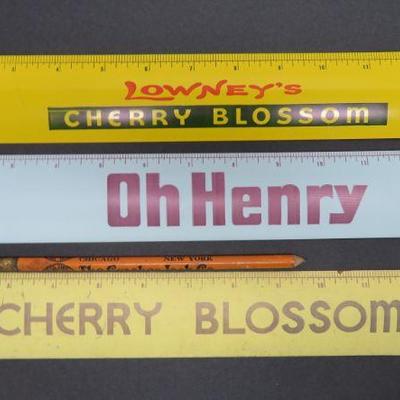 LOWNEY'S
CHERRY BLOSSOM
Oh Henry
CHICAGO NEW YORK
CHERRY BLOSSOM